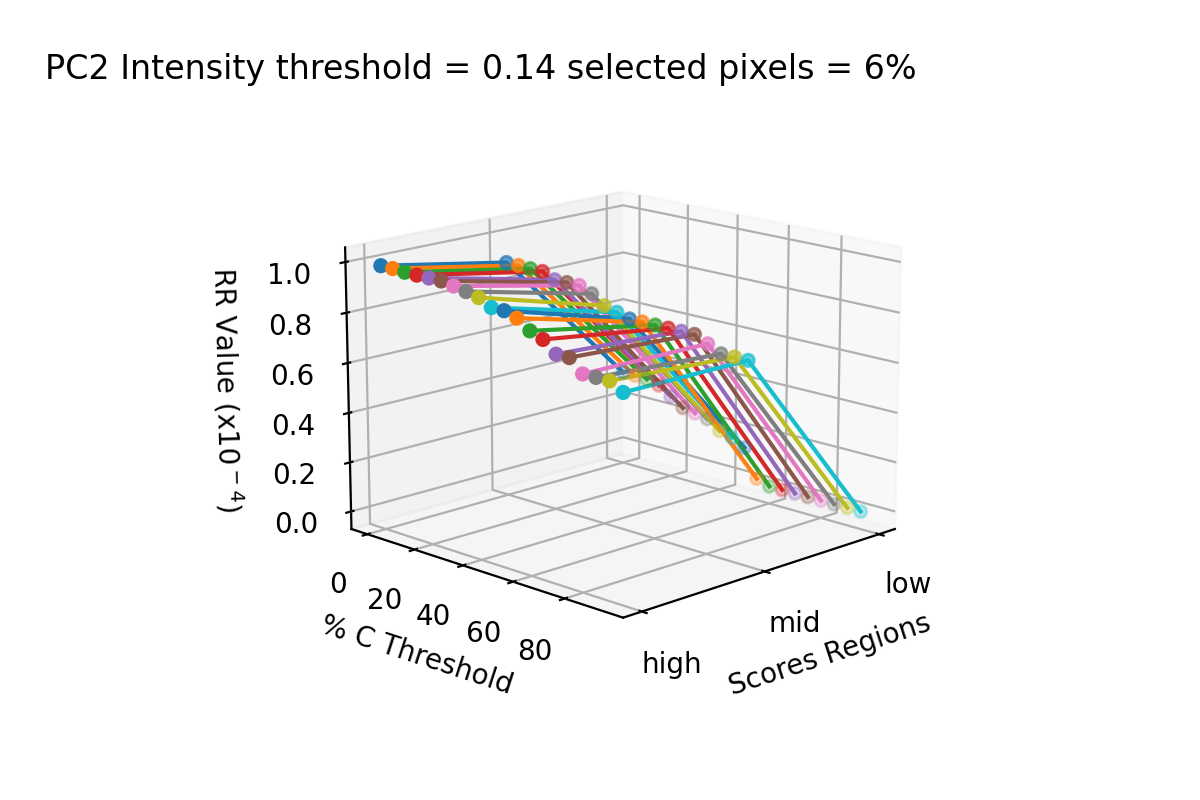 PC2 Intensity threshold = 0.14 selected pixels = 6%
RR Value (x10⁻⁴)
1.0
0.8
0.6
0.4
0.2
0.0
0
20
40
60
80
% C Threshold
high
mid
low
Scores Regions